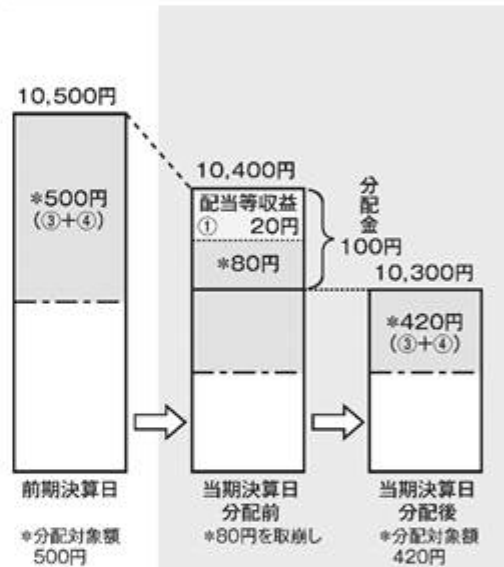 10,500円
*500円
(③+④)
前期決算日
*分配対象額
500円
10,400円
配当等収益
① 20円
*80円
分配金
100円
当期決算日
分配前
*80円を取崩し
10,300円
*420円
(③+④)
当期決算日
分配後
*分配対象額
420円